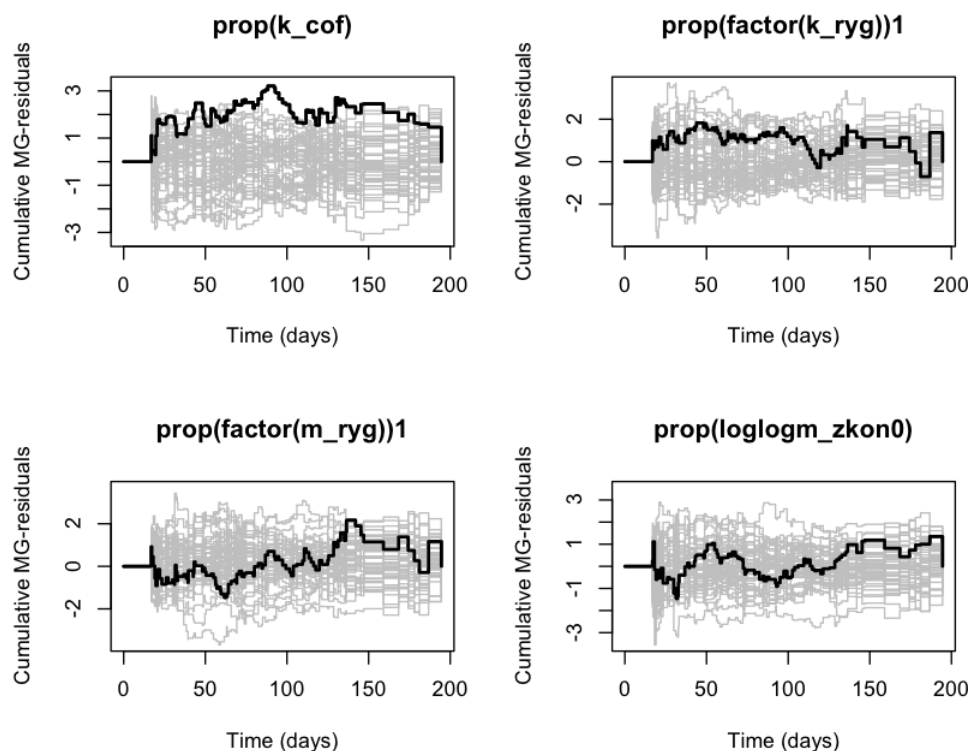 prop(k_cof)
Cumulative MG-residuals
3
1
-1
-3
0 50 100 150 200
Time (days)
prop(factor(k_ryg))1
Cumulative MG-residuals
2
0
-2
0 50 100 150 200
Time (days)
prop(factor(m_ryg))1
Cumulative MG-residuals
2
0
-2
0 50 100 150 200
Time (days)
prop(loglogm_zkon0)
Cumulative MG-residuals
3
1
-1
-3
0 50 100 150 200
Time (days)